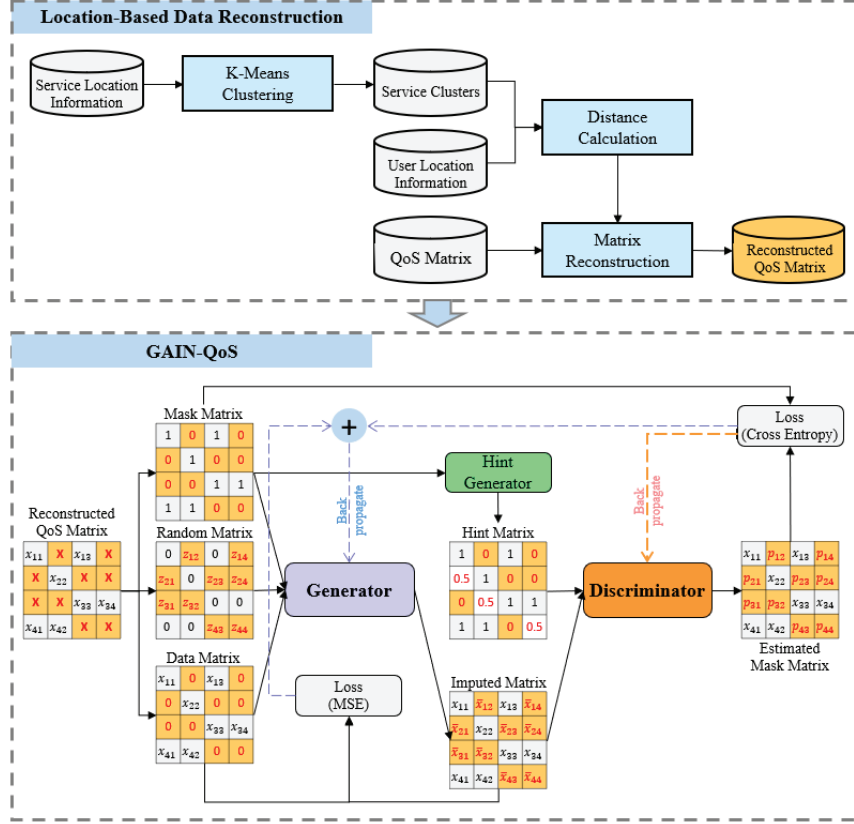 Location-Based Data Reconstruction
Service Location
Information
K-Means
Clustering
Service Clusters
User Location
Information
Distance
Calculation
QoS Matrix
Matrix
Reconstruction
Reconstructed
QoS Matrix
GAIN-QoS
Mask Matrix
1 0 1 0
0 1 0 0
0 0 1 1
1 1 0 0
+
Loss
(Cross Entropy)
Hint
Generator
Back
propagate
Back
propagate
Reconstructed
QoS Matrix
x11 X x13 X
X x22 X X
X X x33 x34
x41 x42 X X
Random Matrix
0 z12 0 z14
z21 0 z23 z24
z31 z32 0 0
0 0 z43 z44
Generator
Hint Matrix
1 0 1 0
0.5 1 0 0
0 0.5 1 1
1 1 0 0.5
Discriminator
x11 p12 x13 p14
p21 x22 p23 p24
p31 p32 x33 x34
x41 x42 p43 p44
Estimated
Mask Matrix
Data Matrix
x11 0 x13 0
0 x22 0 0
0 0 x33 x34
x41 x42 0 0
Loss
(MSE)
Imputed Matrix
x11 x̄12 x13 x̄14
x̄21 x22 x̄23 x̄24
x̄31 x̄32 x33 x34
x41 x42 x̄43 x̄44